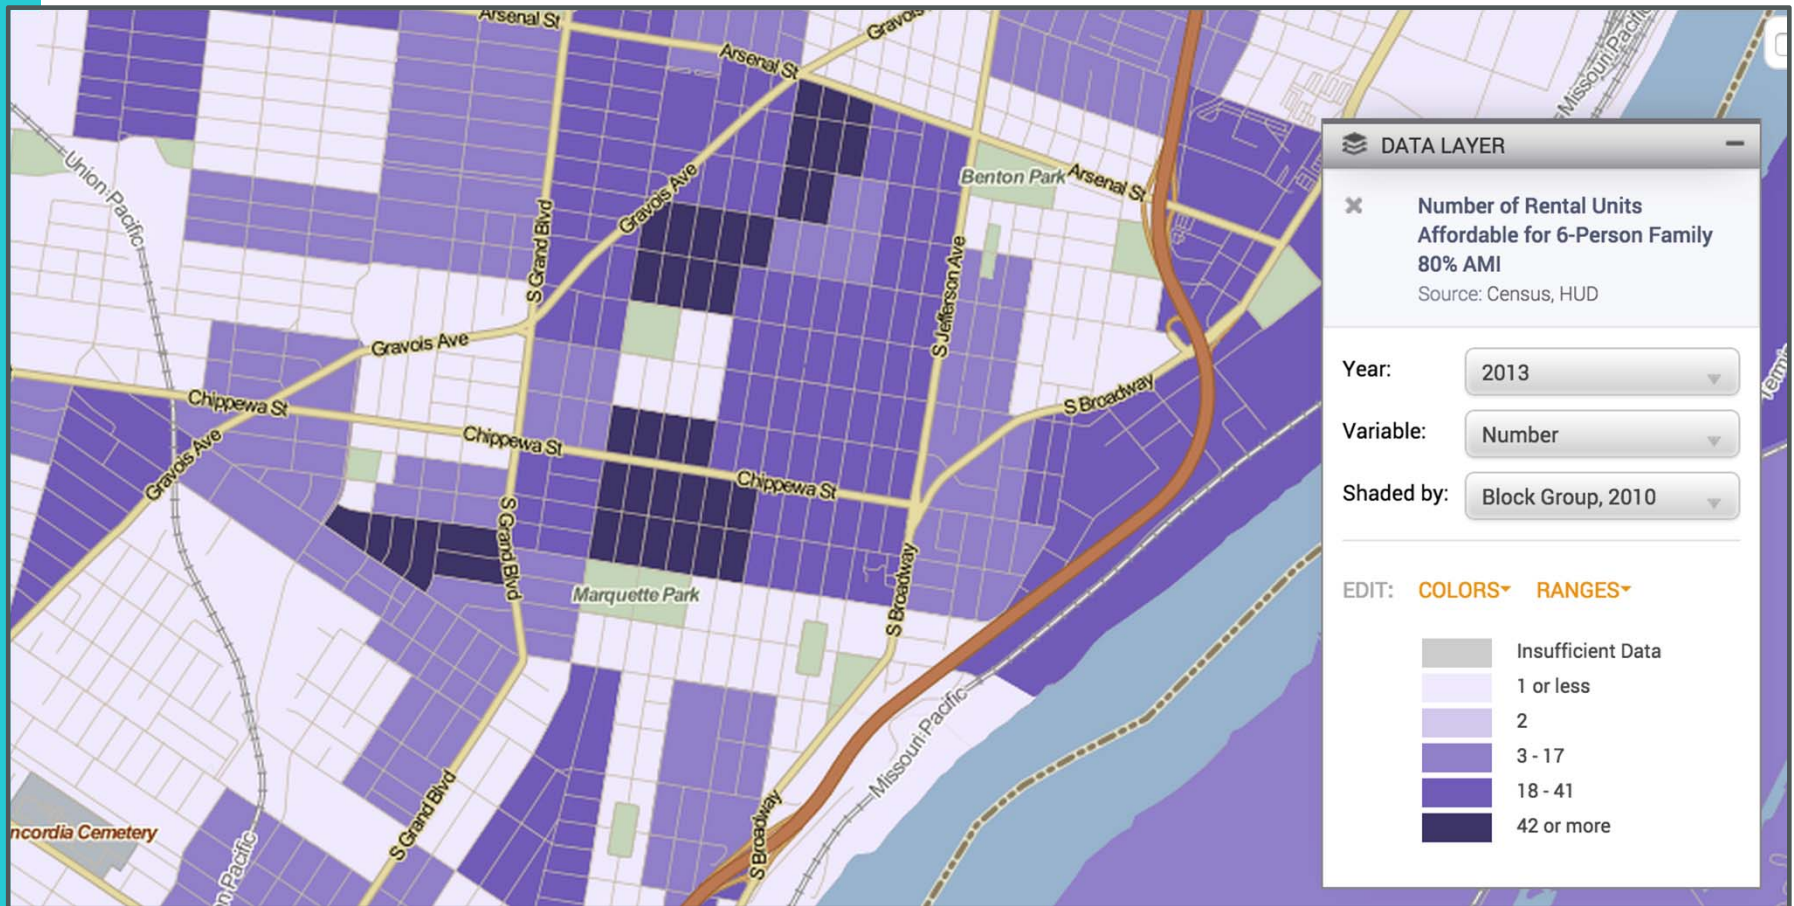 Arsenal St
Gravois
Arsenal St
Missouri Pacific
Union Pacific
Gravois Ave
Benton Park
Arsenal St
S Grand Blvd
S Jefferson Ave
Gravois Ave
Chippewa St
S Broadway
Gravois Ave
Chippewa St
Chippewa St
S Grand Blvd
Marquette Park
S Broadway
Missouri Pacific
S Grand Blvd
S Broadway
ncordia Cemetery
n Pacific
DATA LAYER
Number of Rental Units
Affordable for 6-Person Family
80% AMI
Source: Census, HUD
Year: 2013
Variable: Number
Shaded by: Block Group, 2010
EDIT: COLORS RANGES
Insufficient Data
1 or less
2
3 - 17
18 - 41
42 or more